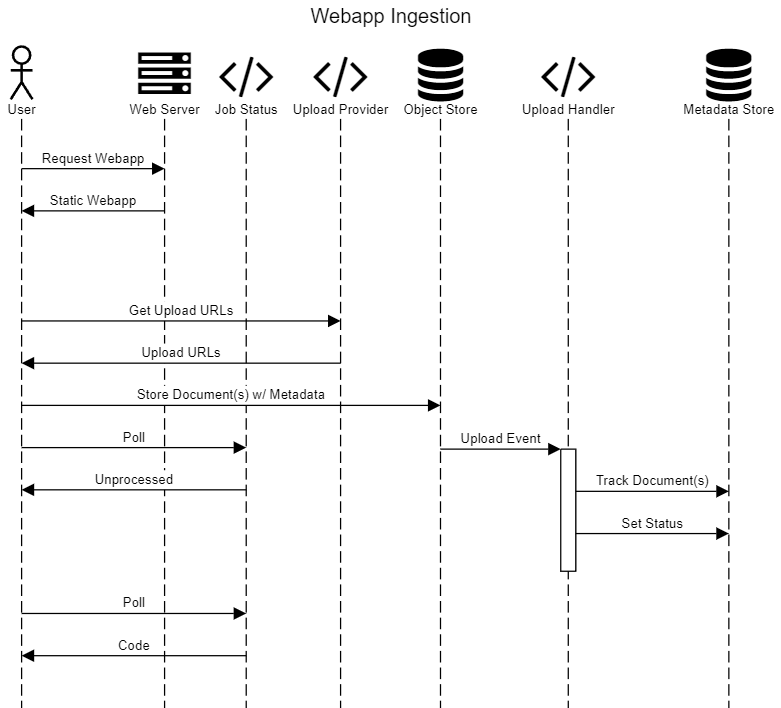 Webapp Ingestion
User
Web Server
Job Status
Upload Provider
Object Store
Upload Handler
Metadata Store
Request Webapp
Static Webapp
Get Upload URLs
Upload URLs
Store Document(s) w/ Metadata
Poll
Upload Event
Unprocessed
Track Document(s)
Set Status
Poll
Code